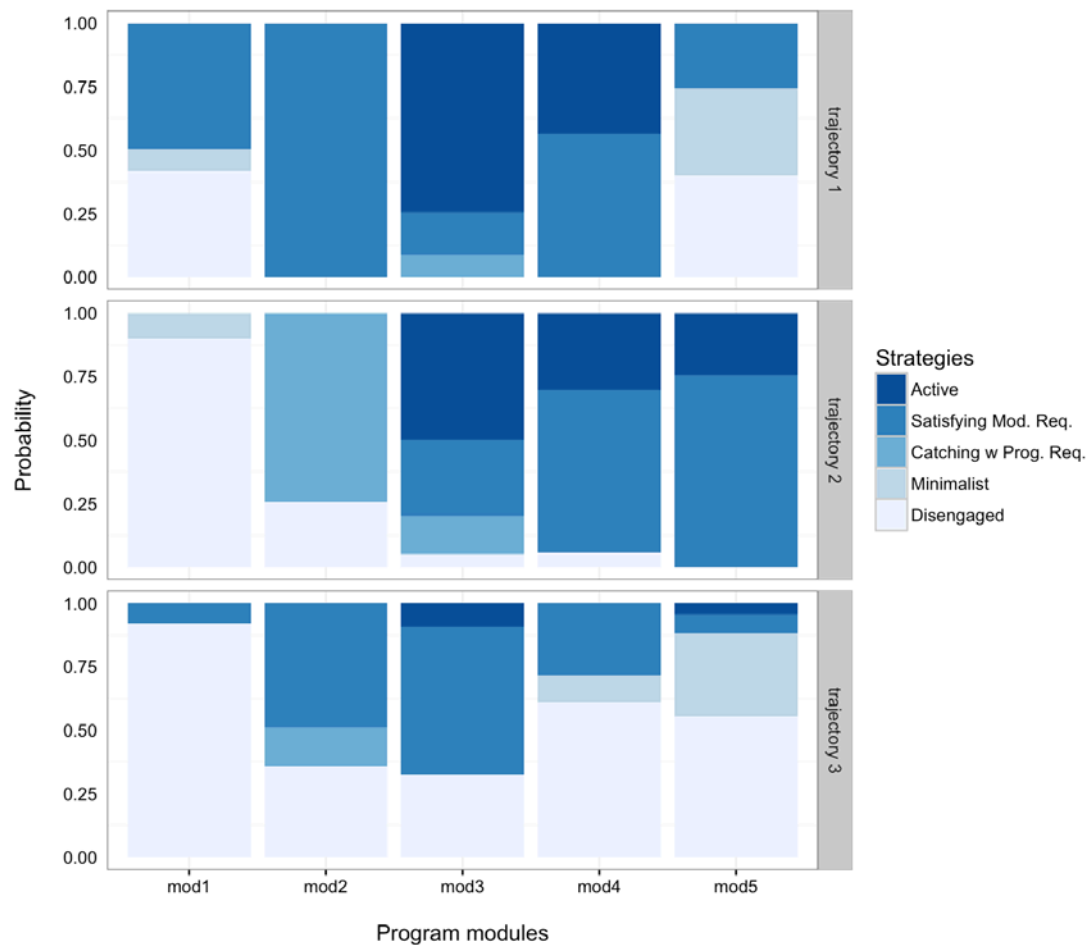 1.00
0.75
0.50
0.25
0.00
trajectory 1
1.00
0.75
0.50
0.25
0.00
trajectory 2
1.00
0.75
0.50
0.25
0.00
trajectory 3
Probability
mod1 mod2 mod3 mod4 mod5
Program modules
Strategies
Active
Satisfying Mod. Req.
Catching w Prog. Req.
Minimalist
Disengaged